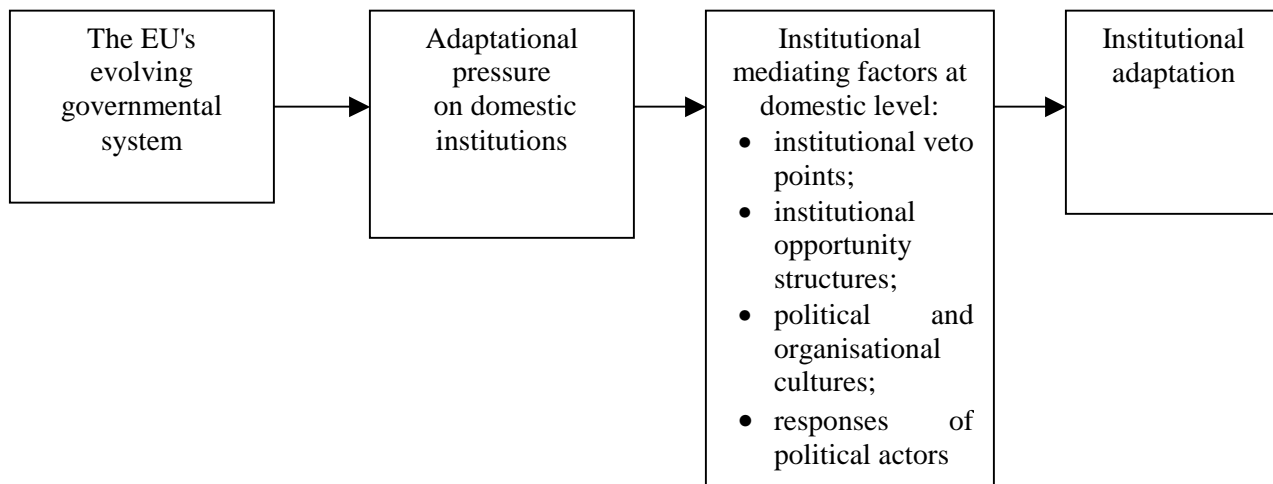 The EU's
evolving
governmental
system
Adaptational
pressure
on domestic
institutions
Institutional
mediating factors at
domestic level:
• institutional veto
points;
• institutional
opportunity
structures;
• political and
organisational
cultures;
• responses of
political actors
Institutional
adaptation